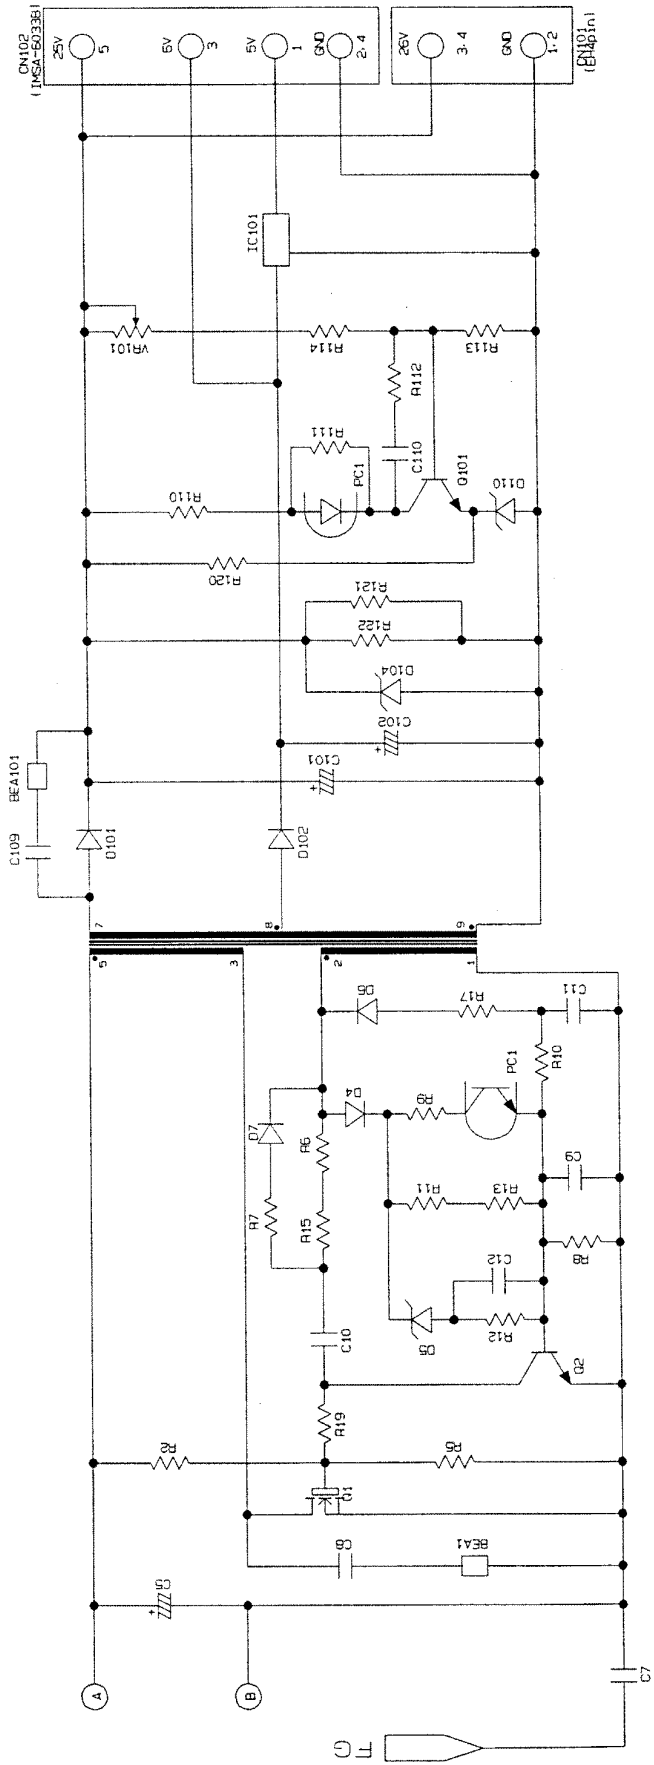 CN102
(IMSA-6033B)
25V
5
6V
3
5V
1
GND
2.4
26V
3.4
GND
1.2
CN101
(EH4pin)
IC101
VR101
R114
R113
R112
C110
R111
PC1
Q101
D110
R110
R120
R121
R122
D104
C102
+
C101
+
BEA101
C109
D101
D102
7
8
9
5
3
2
1
D6
R17
C11
R10
PC1
D4
R9
D7
R6
R7
R15
R11
R13
C9
R8
C12
R12
D5
C10
Q2
R19
R2
R5
Q1
C8
BEA1
C5
+
A
B
C7
FG